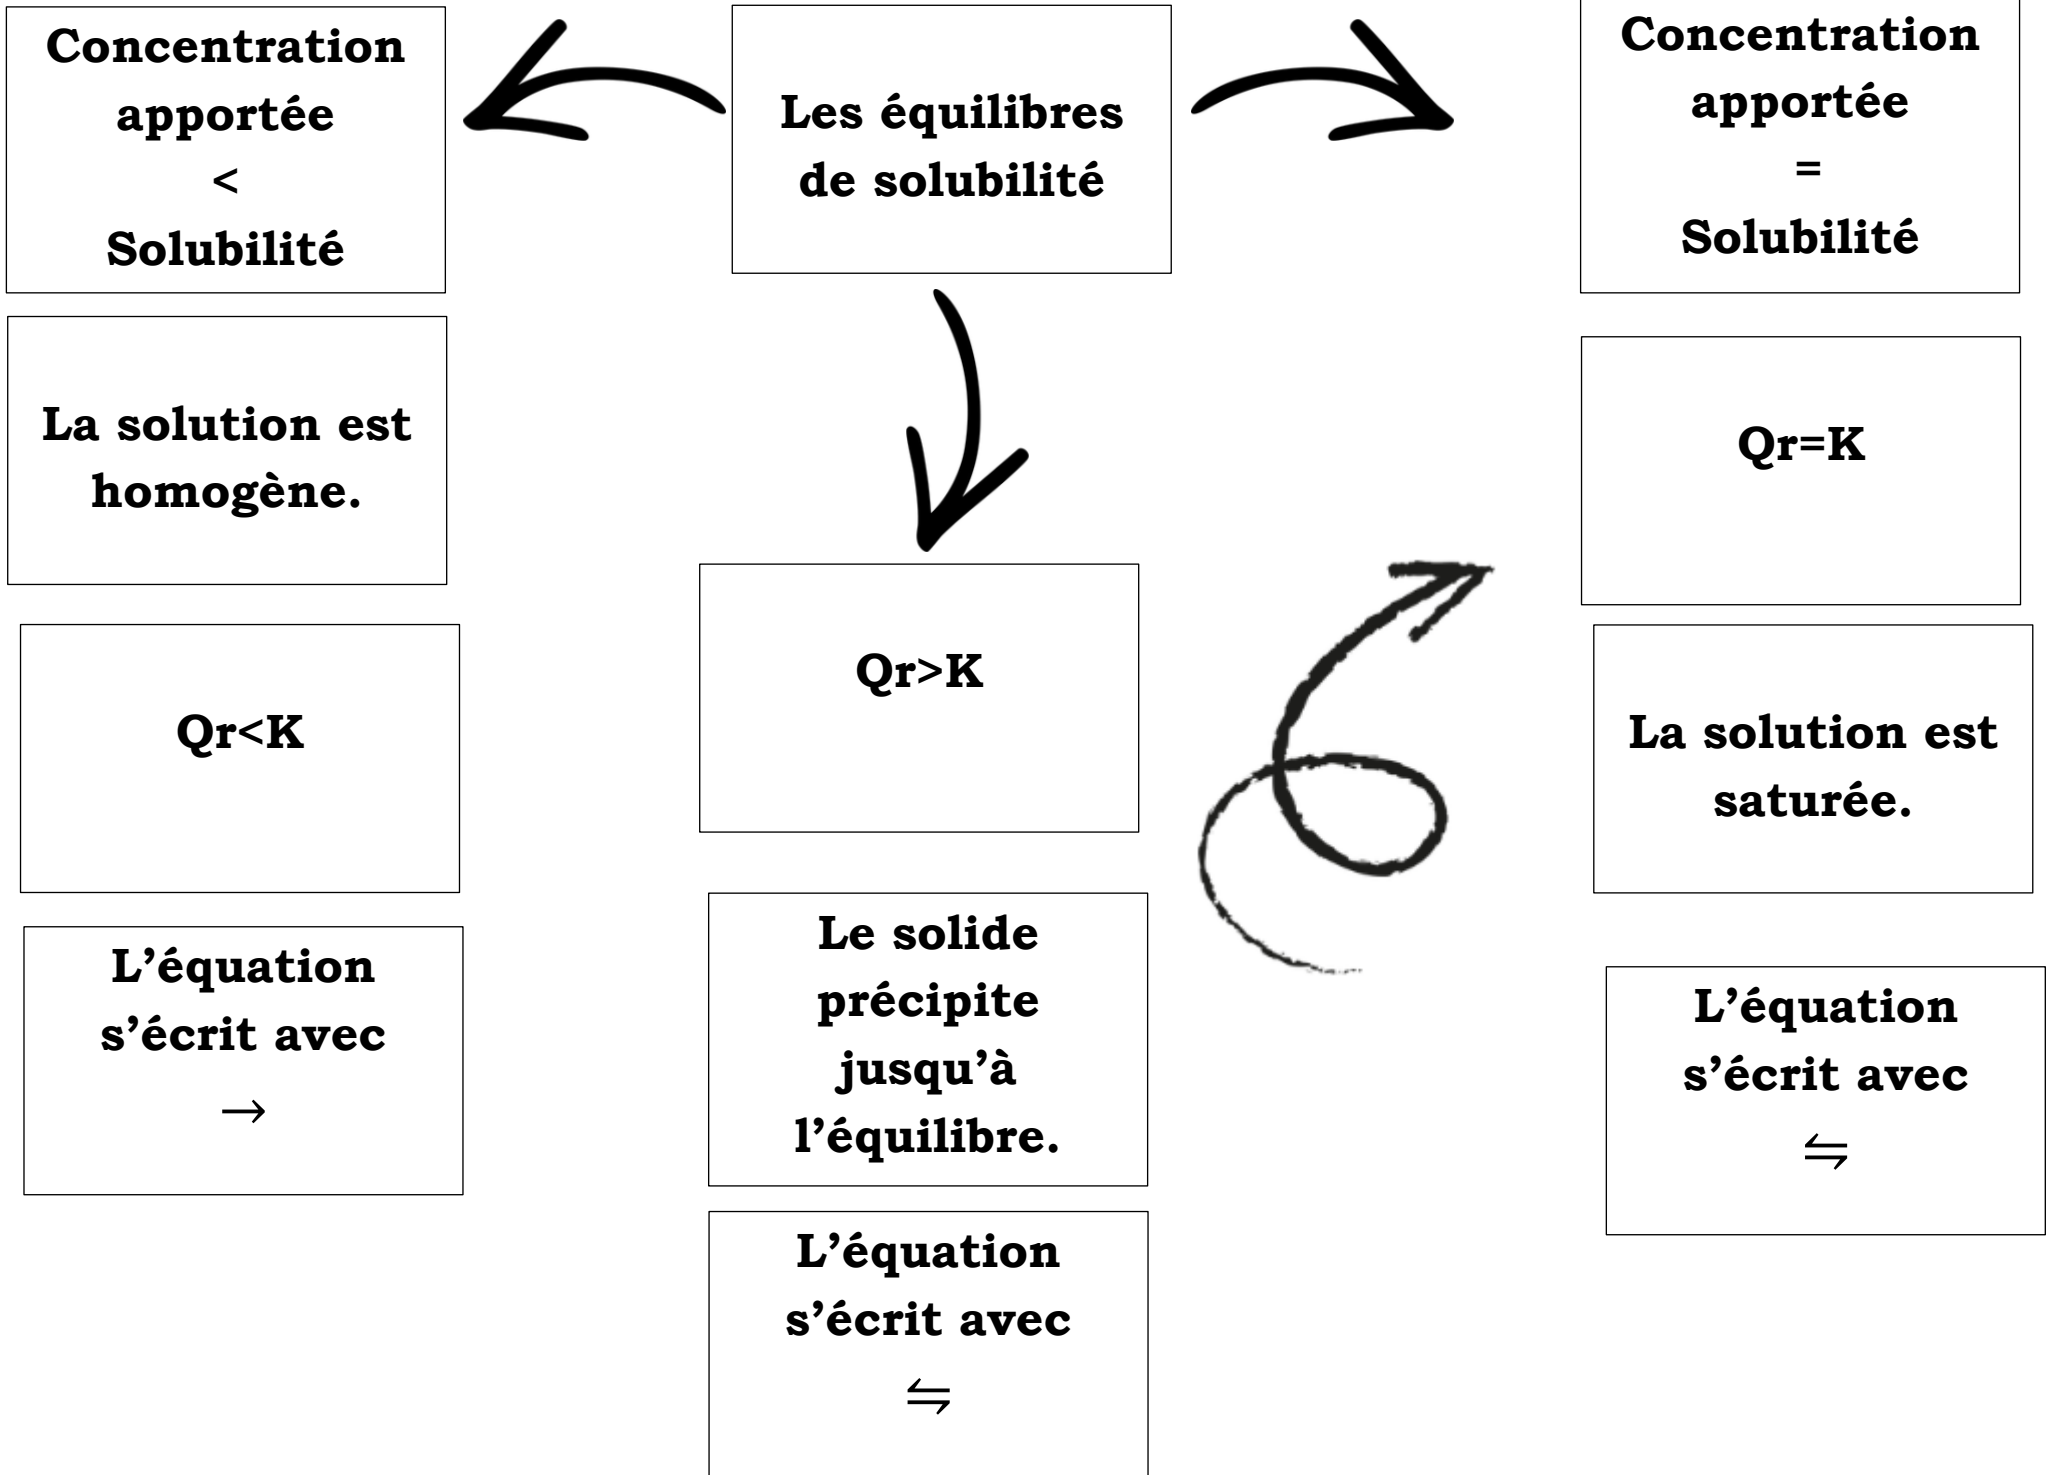 Concentration
apportée
<
Solubilité
La solution est
homogène.
Qr<K
L’équation
s’écrit avec
→
Les équilibres
de solubilité
Qr>K
Le solide
précipite
jusqu’à
l’équilibre.
L’équation
s’écrit avec
⇋
Concentration
apportée
=
Solubilité
Qr=K
La solution est
saturée.
L’équation
s’écrit avec
⇋